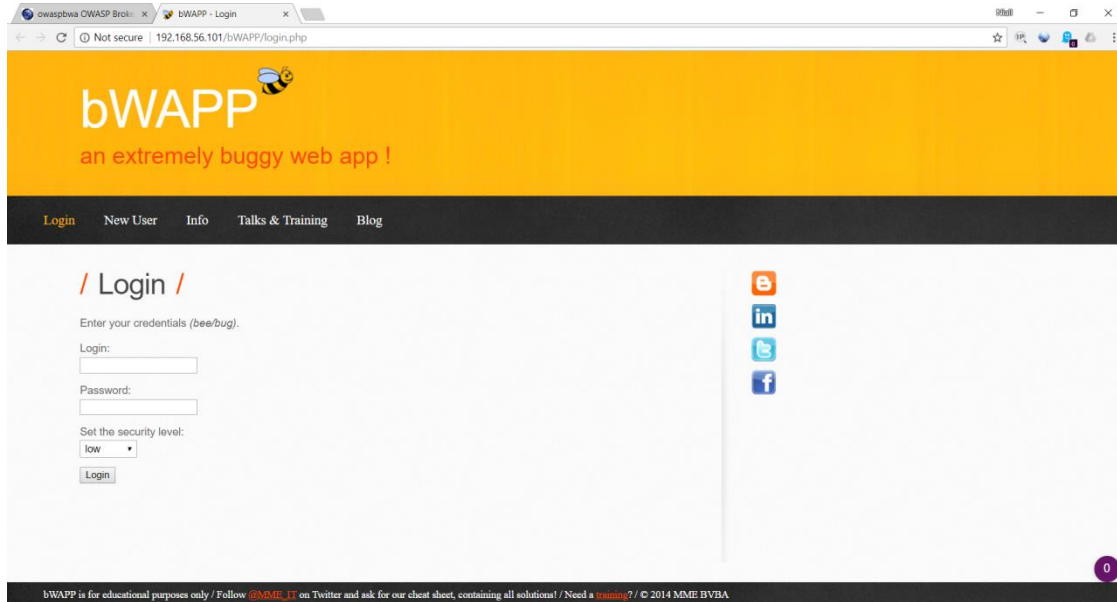 owaspbwa OWASP Broke
bWAPP - Login
Not secure | 192.168.56.101/bWAPP/login.php
bWAPP
an extremely buggy web app !
Login New User Info Talks & Training Blog
/ Login /
Enter your credentials (bee/bug).
Login:
Password:
Set the security level:
low
Login
0
bWAPP is for educational purposes only / Follow @MME_IT on Twitter and ask for our cheat sheet, containing all solutions! / Need a training? / © 2014 MME BVBA